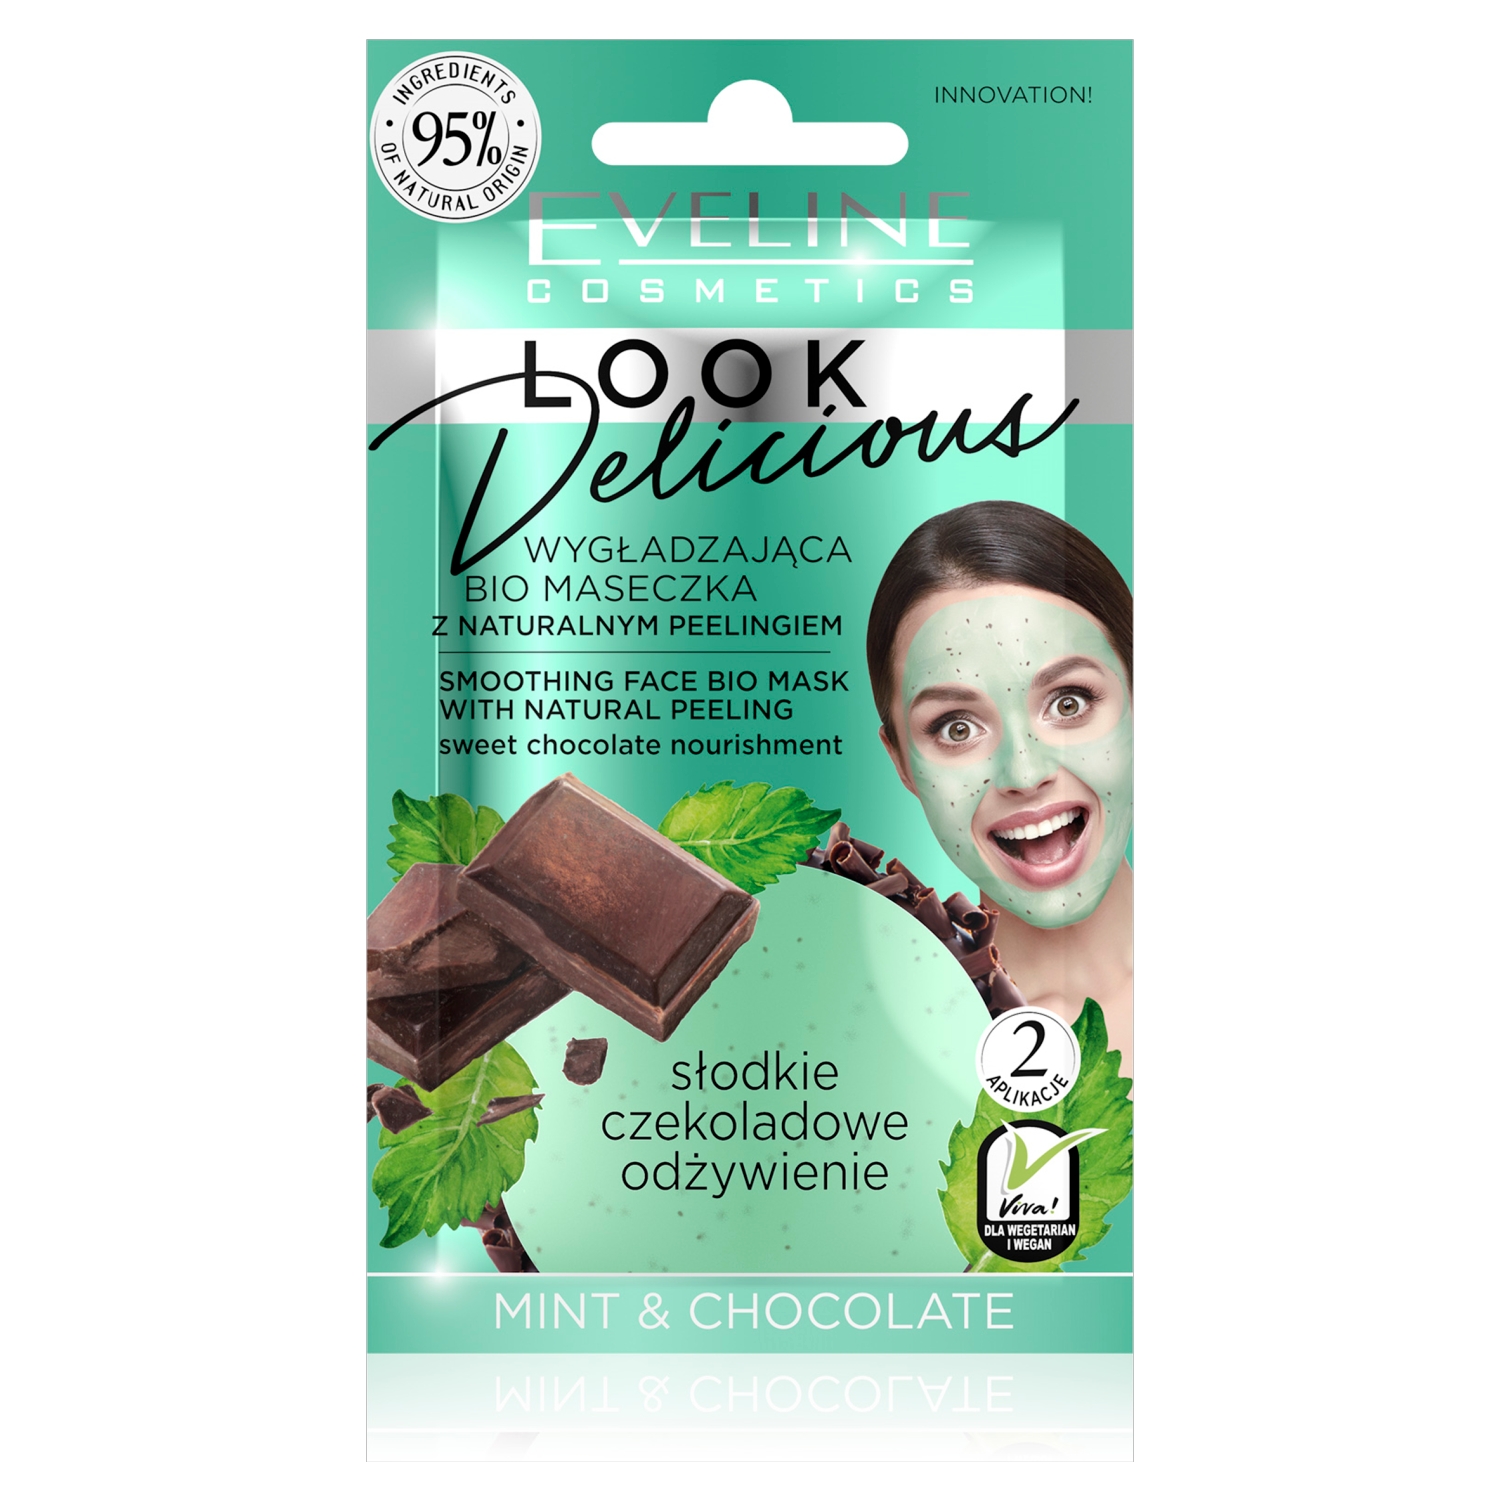 INGREDIENTS
95%
OF NATURAL ORIGIN
INNOVATION!
EVELINE
COSMETICS
LOOK
Delicious
WYGŁADZAJĄCA
BIO MASECZKA
Z NATURALNYM PEELINGIEM
SMOOTHING FACE BIO MASK
WITH NATURAL PEELING
sweet chocolate nourishment
słodkie
czekoladowe
odżywienie
2
APLIKACJE
Viva!
DLA WEGETARIAN
I WEGAN
MINT & CHOCOLATE
MINT & CHOCOLATE